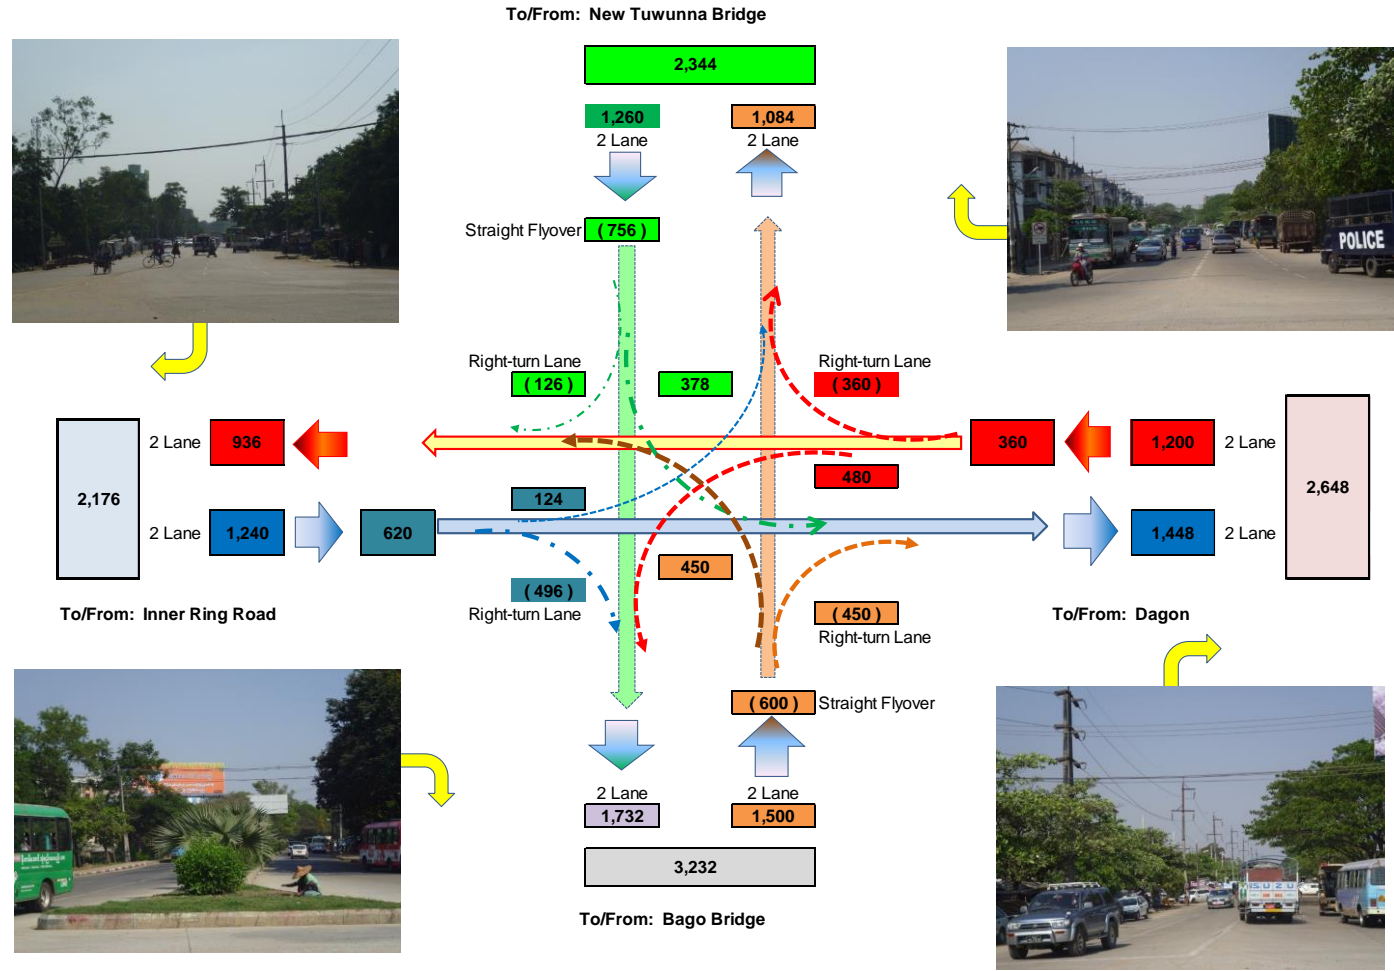 To/From: New Tuwunna Bridge
2,344
1,260
1,084
2 Lane
2 Lane
Straight Flyover
( 756 )
POLICE
Right-turn Lane
Right-turn Lane
( 126 )
378
( 360 )
2 Lane
936
360
1,200
2 Lane
480
2,176
2,648
124
2 Lane
1,240
620
1,448
2 Lane
450
( 496 )
Right-turn Lane
( 450 )
Right-turn Lane
To/From: Inner Ring Road
To/From: Dagon
( 600 )
Straight Flyover
2 Lane
2 Lane
1,732
1,500
3,232
To/From: Bago Bridge
ISUZU